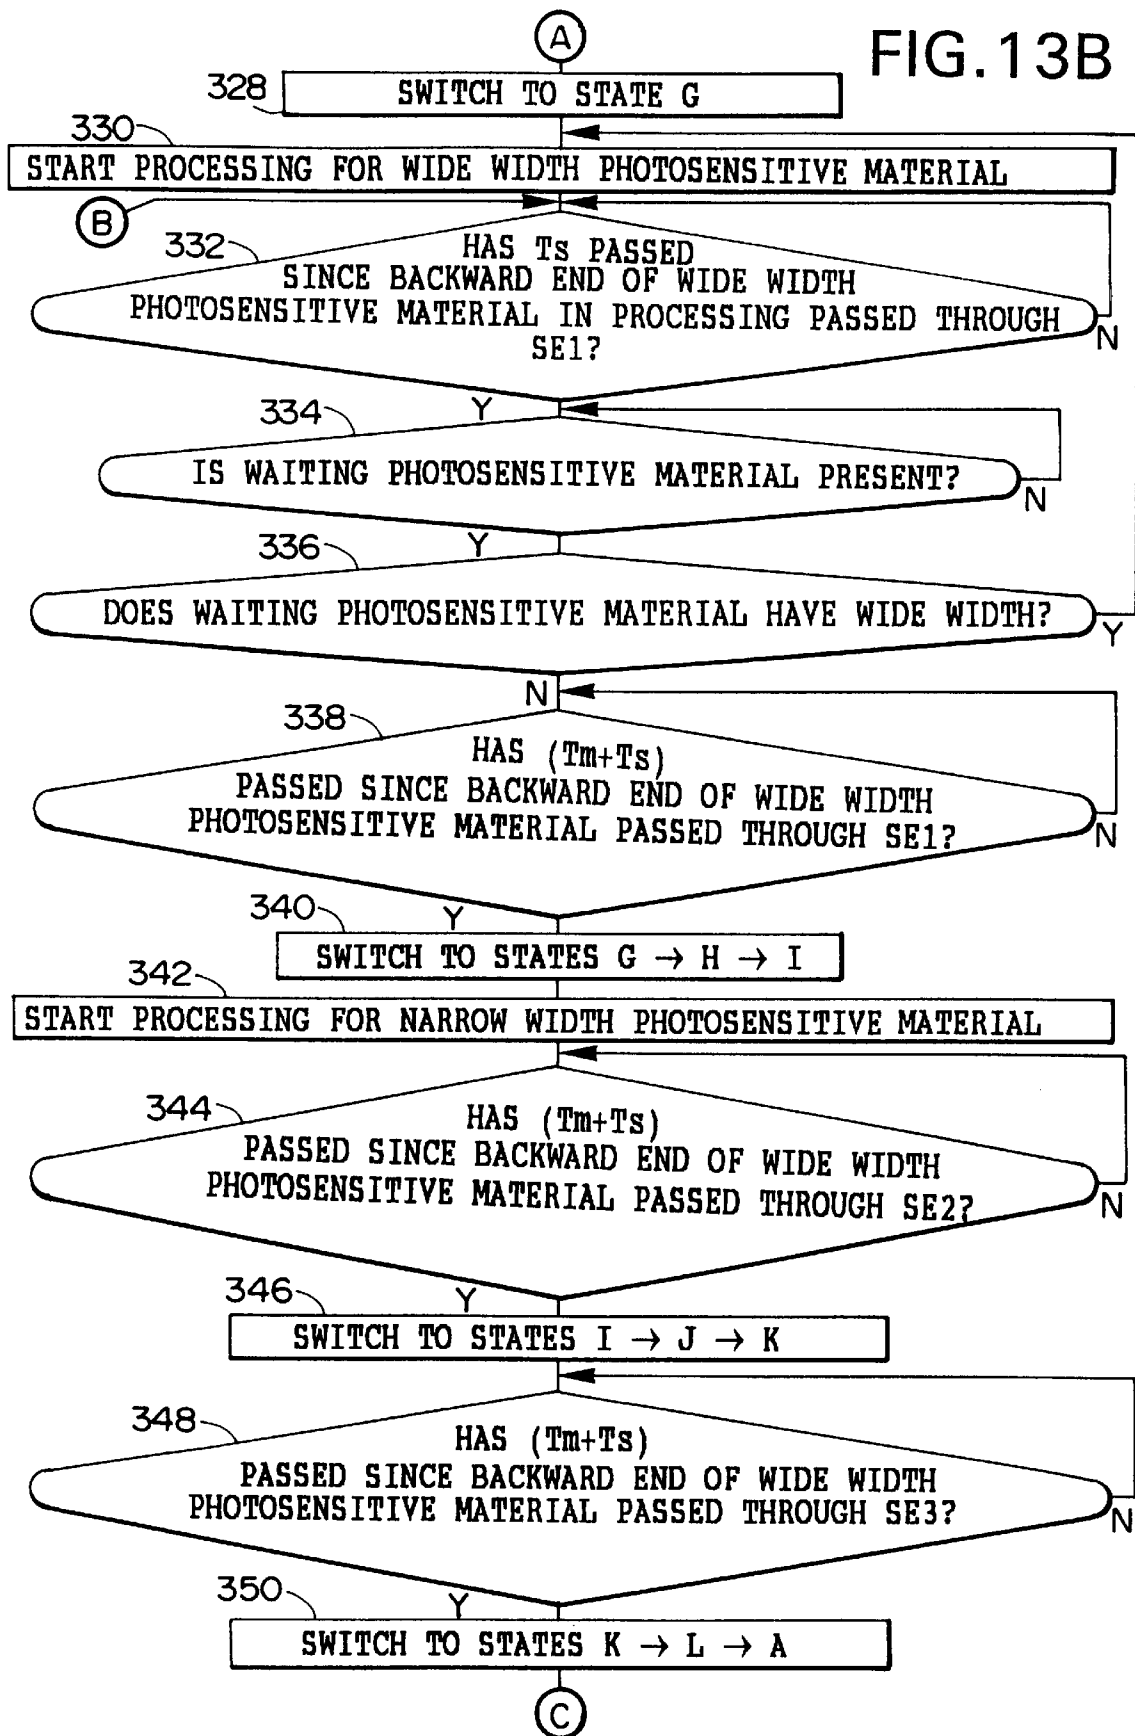 A
FIG.13B
328
SWITCH TO STATE G
330
START PROCESSING FOR WIDE WIDTH PHOTOSENSITIVE MATERIAL
B
332
HAS Ts PASSED
SINCE BACKWARD END OF WIDE WIDTH
PHOTOSENSITIVE MATERIAL IN PROCESSING PASSED THROUGH
SE1?
N
Y
334
IS WAITING PHOTOSENSITIVE MATERIAL PRESENT?
N
Y
336
DOES WAITING PHOTOSENSITIVE MATERIAL HAVE WIDE WIDTH?
Y
N
338
HAS (Tm+Ts)
PASSED SINCE BACKWARD END OF WIDE WIDTH
PHOTOSENSITIVE MATERIAL PASSED THROUGH SE1?
N
Y
340
SWITCH TO STATES G → H → I
342
START PROCESSING FOR NARROW WIDTH PHOTOSENSITIVE MATERIAL
344
HAS (Tm+Ts)
PASSED SINCE BACKWARD END OF WIDE WIDTH
PHOTOSENSITIVE MATERIAL PASSED THROUGH SE2?
N
Y
346
SWITCH TO STATES I → J → K
348
HAS (Tm+Ts)
PASSED SINCE BACKWARD END OF WIDE WIDTH
PHOTOSENSITIVE MATERIAL PASSED THROUGH SE3?
N
Y
350
SWITCH TO STATES K → L → A
C